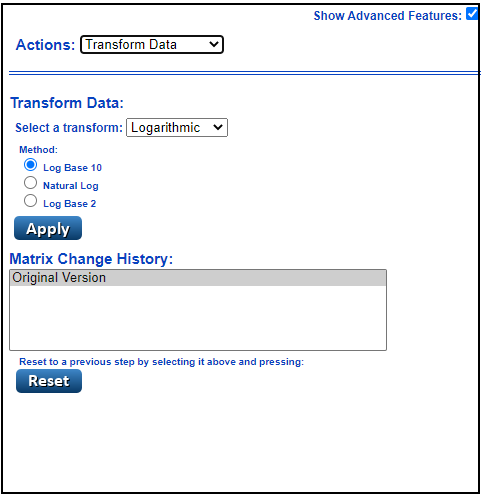 Show Advanced Features:
Actions: Transform Data
Transform Data:
Select a transform: Logarithmic
Method:
Log Base 10
Natural Log
Log Base 2
Apply
Matrix Change History:
Original Version
Reset to a previous step by selecting it above and pressing:
Reset